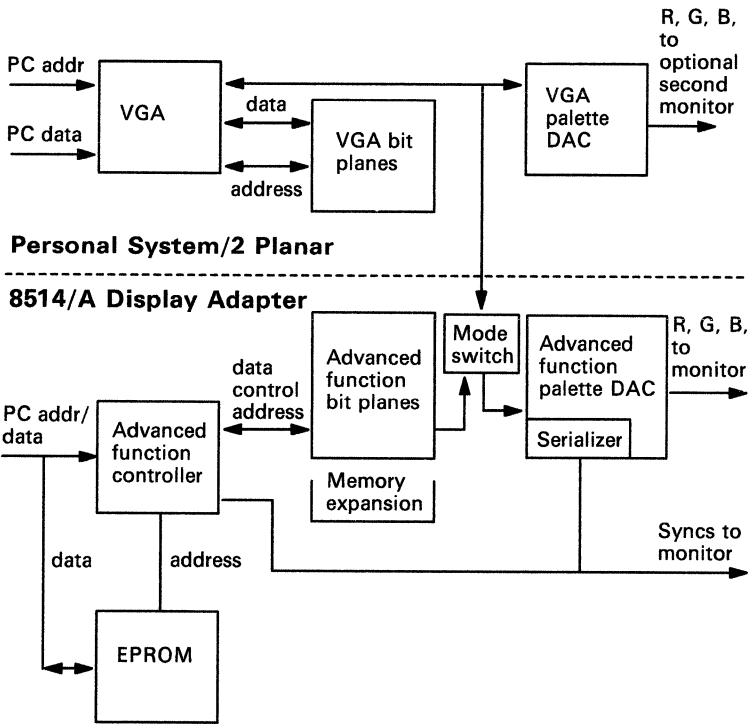 R, G, B,
to
optional
second
monitor
PC addr
VGA
PC data
data
address
VGA bit
planes
VGA
palette
DAC
Personal System/2 Planar
8514/A Display Adapter
Mode
switch
Advanced
function
bit planes
Advanced
function
palette DAC
Serializer
R, G, B,
to
monitor
data
control
address
PC addr/
data
Advanced
function
controller
Memory
expansion
Syncs to
monitor
data
address
EPROM